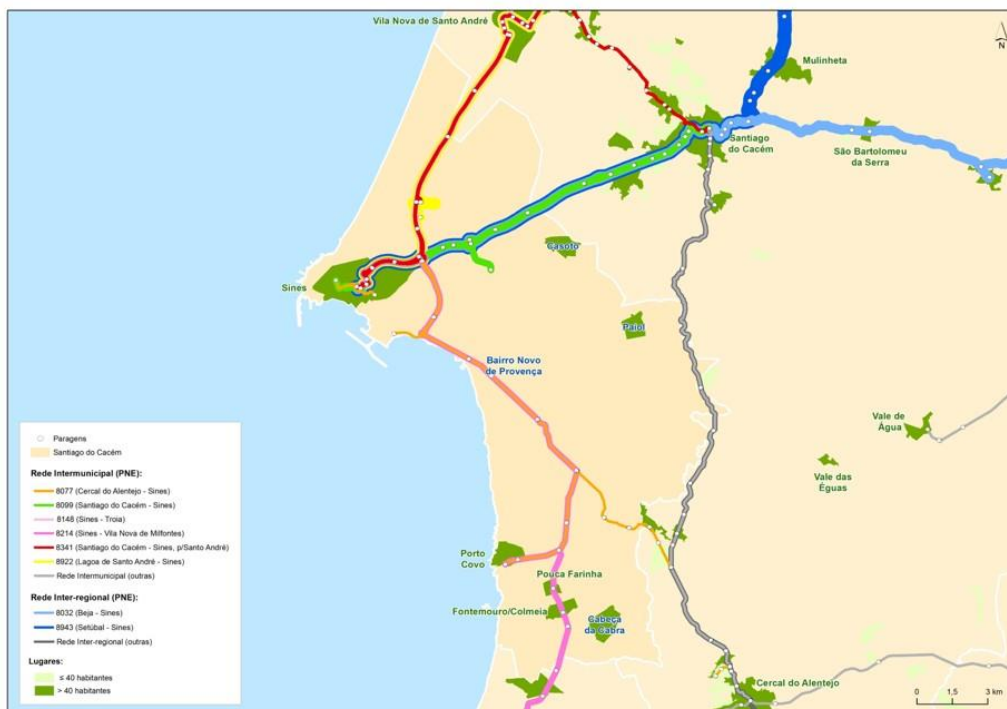 Vila Nova de Santo André
N
Mulinheta
Santiago
do Cacém
São Bartolomeu
da Serra
Casoto
Sines
Paiol
Bairro Novo
de Provença
Vale de
Água
Vale das
Éguas
Porto
Covo
Pouca Farinha
Fontemouro/Colmeia
Cabeça
da Cabra
Cercal do Alentejo
Paragens
Santiago do Cacém
Rede Intermunicipal (PNE):
8077 (Cercal do Alentejo - Sines)
8099 (Santiago do Cacém - Sines)
8148 (Sines - Troia)
8214 (Sines - Vila Nova de Milfontes)
8341 (Santiago do Cacém - Sines, p/Santo André)
8922 (Lagoa de Santo André - Sines)
Rede Intermunicipal (outras)
Rede Inter-regional (PNE):
8032 (Beja - Sines)
8943 (Setúbal - Sines)
Rede Inter-regional (outras)
Lugares:
≤ 40 habitantes
> 40 habitantes
0 1,5 3 km